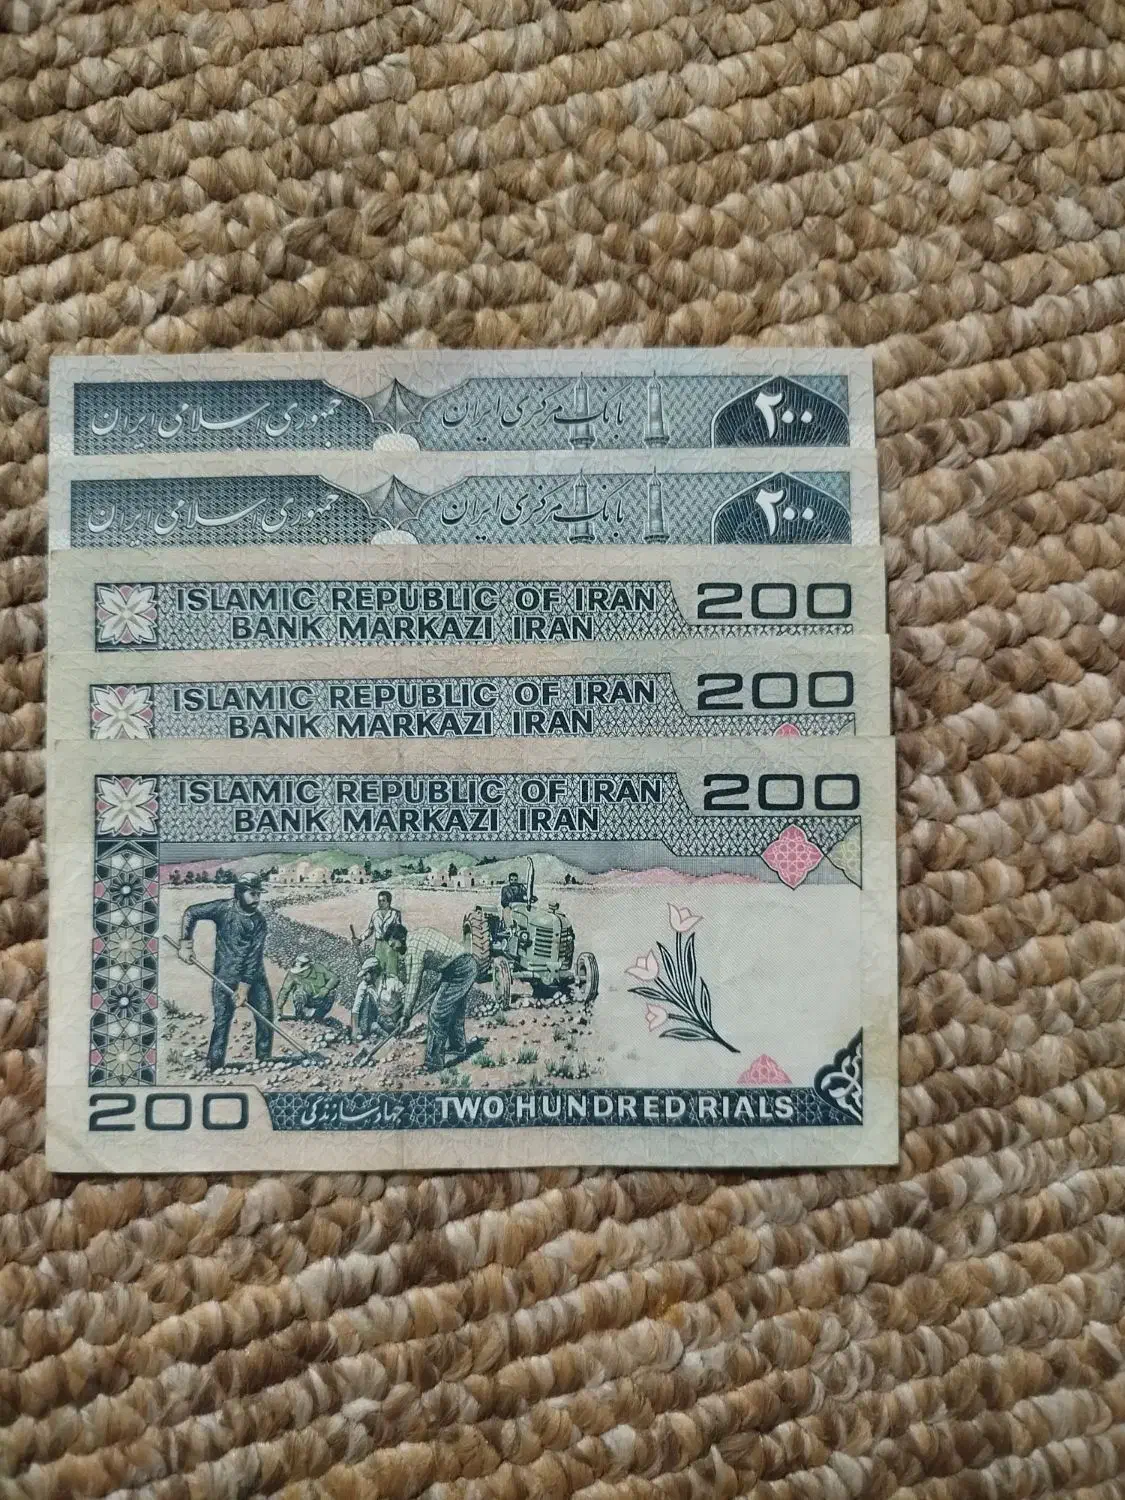 جمهوری اسلامی ایران بانک مرکزی ایران ۲۰۰
جمهوری اسلامی ایران بانک مرکزی ایران ۲۰۰
ISLAMIC REPUBLIC OF IRAN 200
BANK MARKAZI IRAN
ISLAMIC REPUBLIC OF IRAN 200
BANK MARKAZI IRAN
ISLAMIC REPUBLIC OF IRAN 200
BANK MARKAZI IRAN
200 جهاد سازندگی TWO HUNDRED RIALS